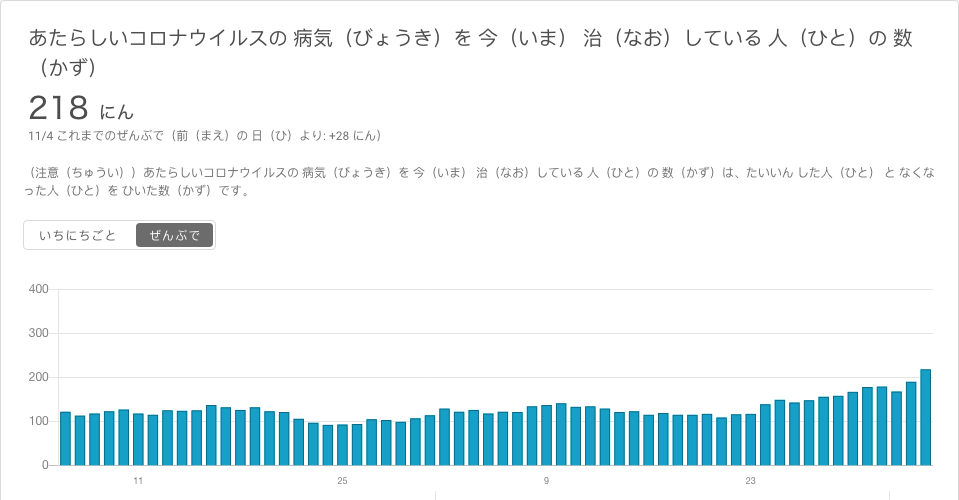 あたらしいコロナウイルスの 病気（びょうき）を 今（いま） 治（なお）している 人（ひと）の 数
（かず）
218 にん
11/4 これまでのぜんぶで（前（まえ）の 日（ひ）より: +28 にん）
（注意（ちゅうい））あたらしいコロナウイルスの 病気（びょうき）を 今（いま） 治（なお）している 人（ひと）の 数（かず）は、たいいん した人（ひと） と なくな
った人（ひと）を ひいた数（かず）です。
いちにちごと ぜんぶで
400
300
200
100
0
11 25 9 23